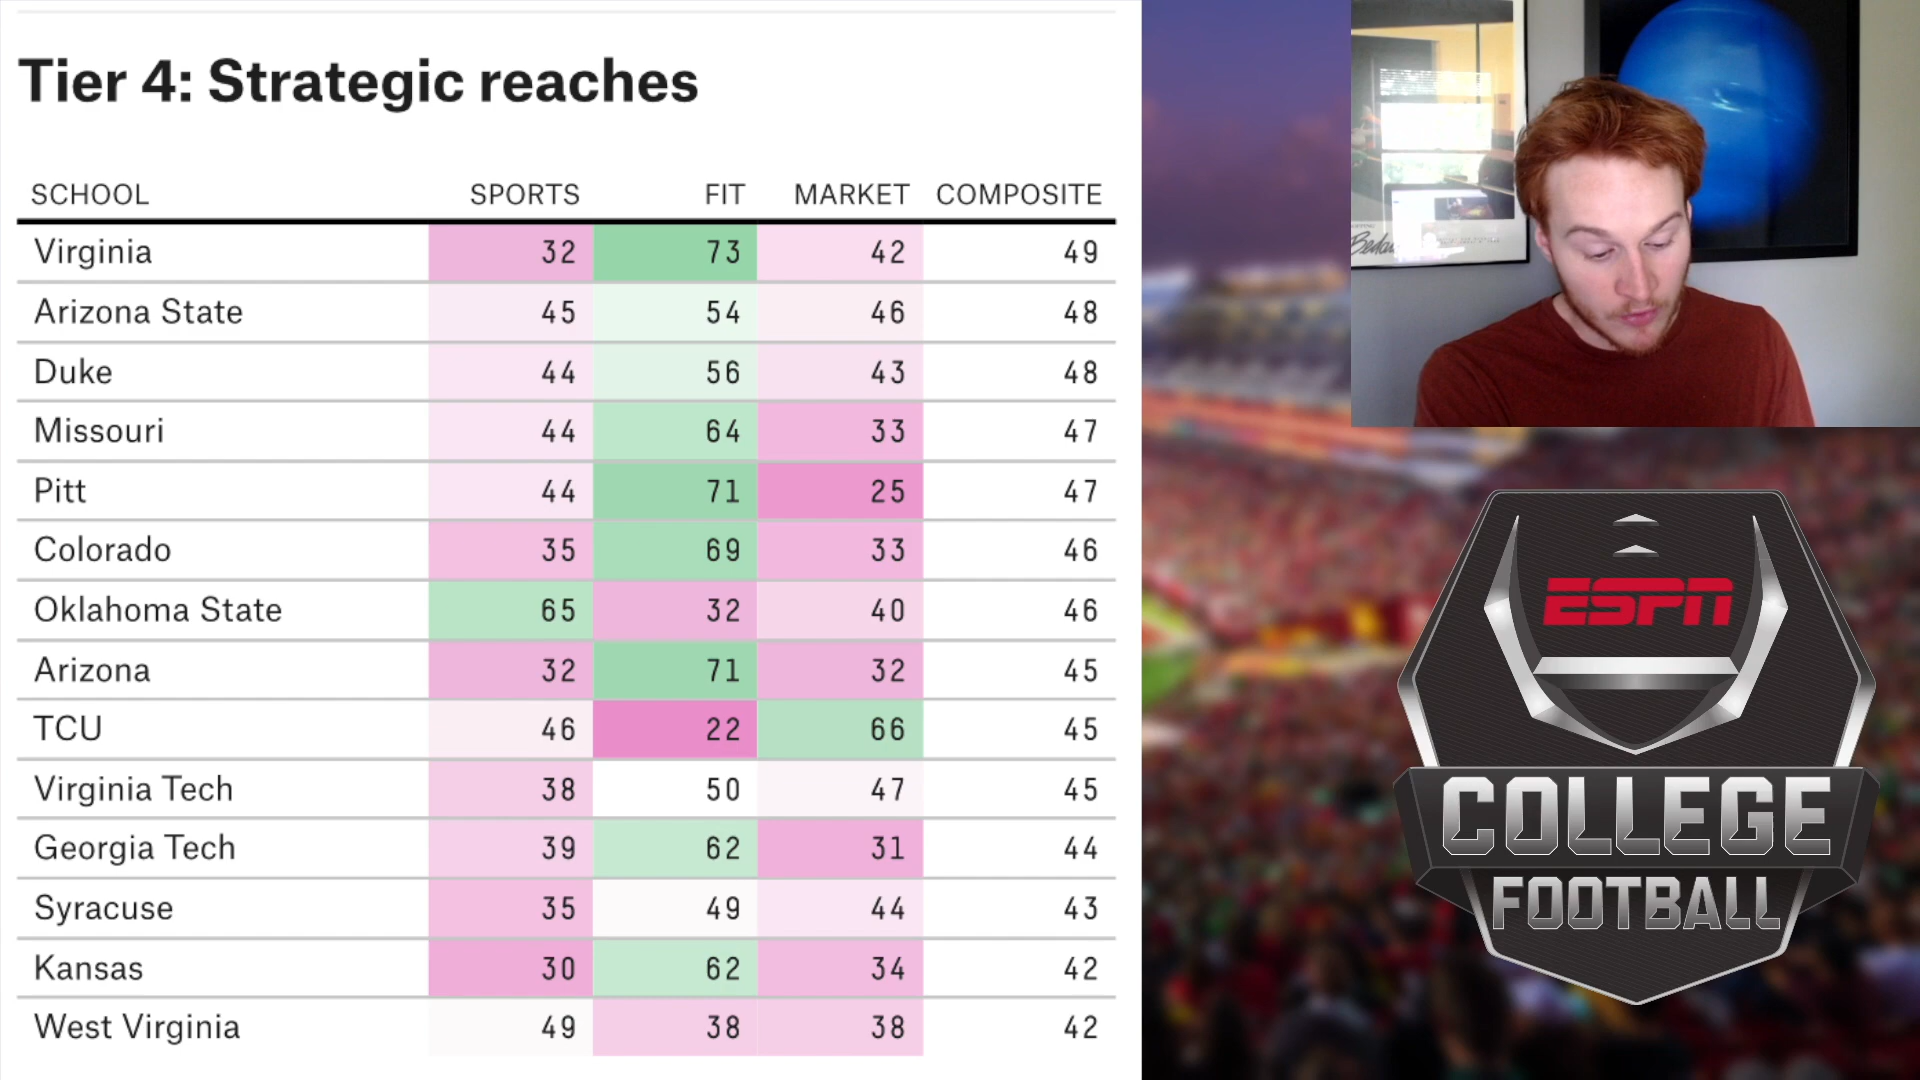 Tier 4: Strategic reaches
SCHOOL SPORTS FIT MARKET COMPOSITE
Virginia 32 73 42 49
Arizona State 45 54 46 48
Duke 44 56 43 48
Missouri 44 64 33 47
Pitt 44 71 25 47
Colorado 35 69 33 46
Oklahoma State 65 32 40 46
Arizona 32 71 32 45
TCU 46 22 66 45
Virginia Tech 38 50 47 45
Georgia Tech 39 62 31 44
Syracuse 35 49 44 43
Kansas 30 62 34 42
West Virginia 49 38 38 42
ESPN
COLLEGE
FOOTBALL